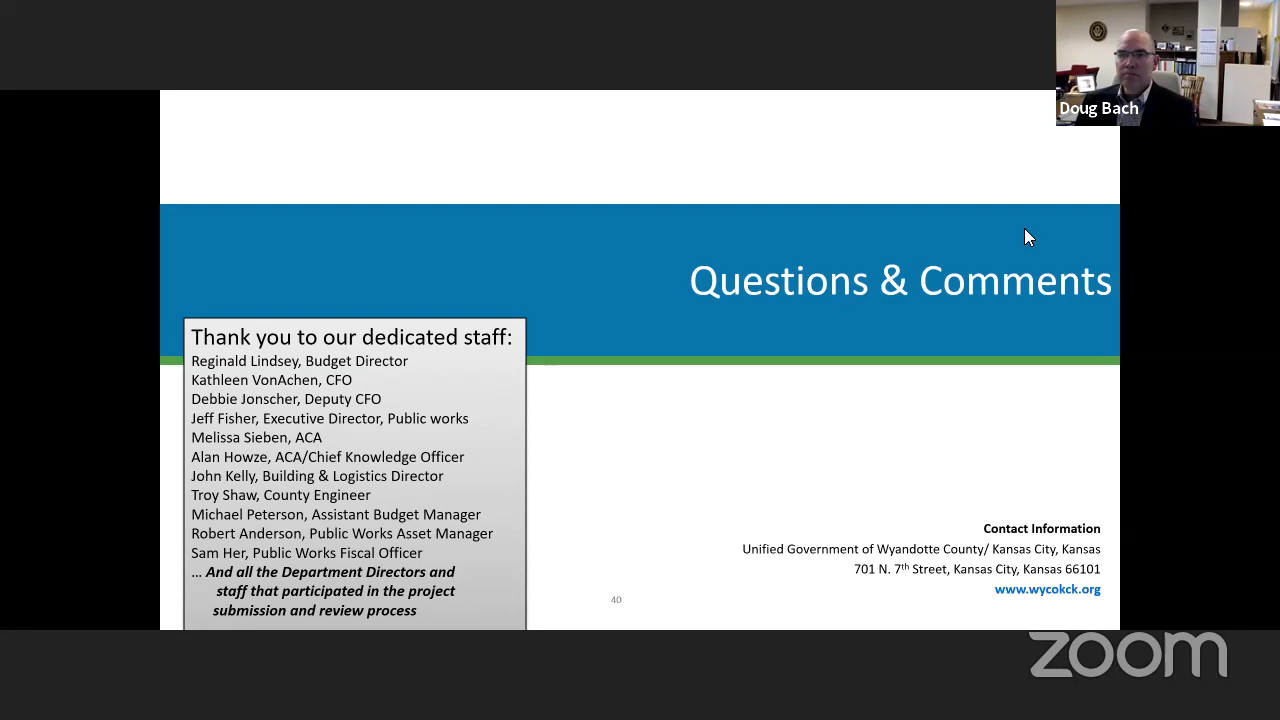 Doug Bach
Questions & Comments
Thank you to our dedicated staff:
Reginald Lindsey, Budget Director
Kathleen VonAchen, CFO
Debbie Jonscher, Deputy CFO
Jeff Fisher, Executive Director, Public works
Melissa Sieben, ACA
Alan Howze, ACA/Chief Knowledge Officer
John Kelly, Building & Logistics Director
Troy Shaw, County Engineer
Michael Peterson, Assistant Budget Manager
Robert Anderson, Public Works Asset Manager
Sam Her, Public Works Fiscal Officer
... And all the Department Directors and
staff that participated in the project
submission and review process
Contact Information
Unified Government of Wyandotte County/ Kansas City, Kansas
701 N. 7th Street, Kansas City, Kansas 66101
www.wycokck.org
40
zoom